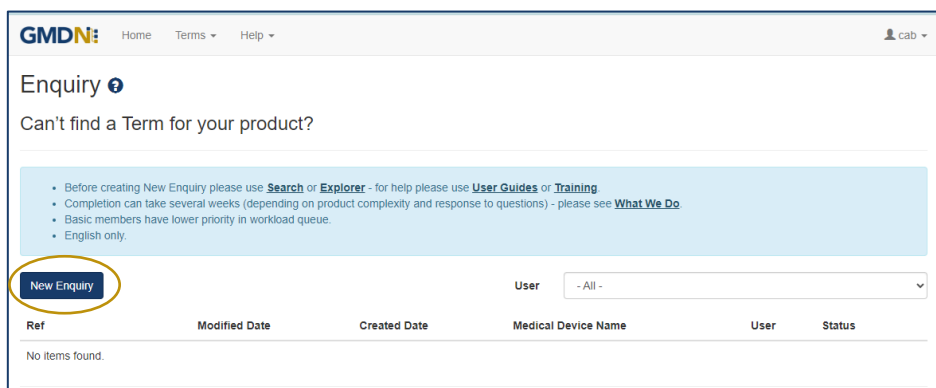 GMDN Home Terms Help cab
Enquiry ?
Can't find a Term for your product?
Before creating New Enquiry please use Search or Explorer - for help please use User Guides or Training.
Completion can take several weeks (depending on product complexity and response to questions) - please see What We Do.
Basic members have lower priority in workload queue.
English only.
New Enquiry User - All -
Ref Modified Date Created Date Medical Device Name User Status
No items found.